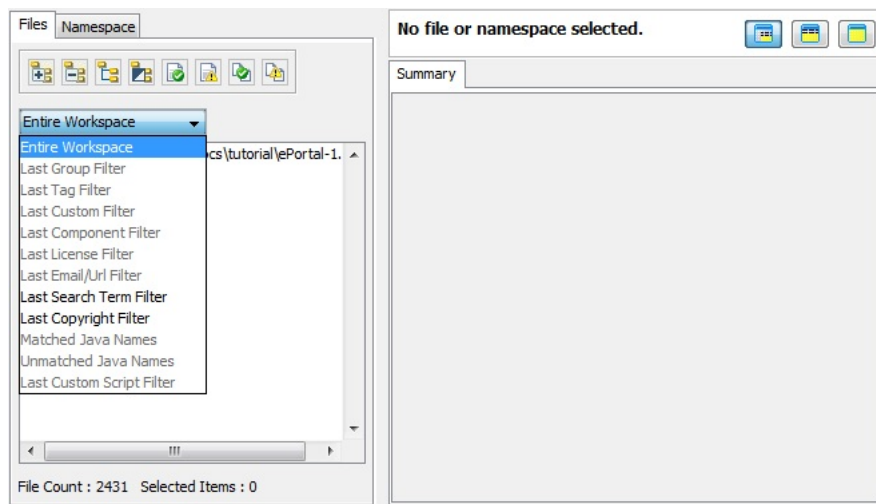 Files
Namespace
No file or namespace selected.
Summary
Entire Workspace
Entire Workspace
cs\tutorial\ePortal-1.
Last Group Filter
Last Tag Filter
Last Custom Filter
Last Component Filter
Last License Filter
Last Email/Url Filter
Last Search Term Filter
Last Copyright Filter
Matched Java Names
Unmatched Java Names
Last Custom Script Filter
File Count : 2431 Selected Items : 0